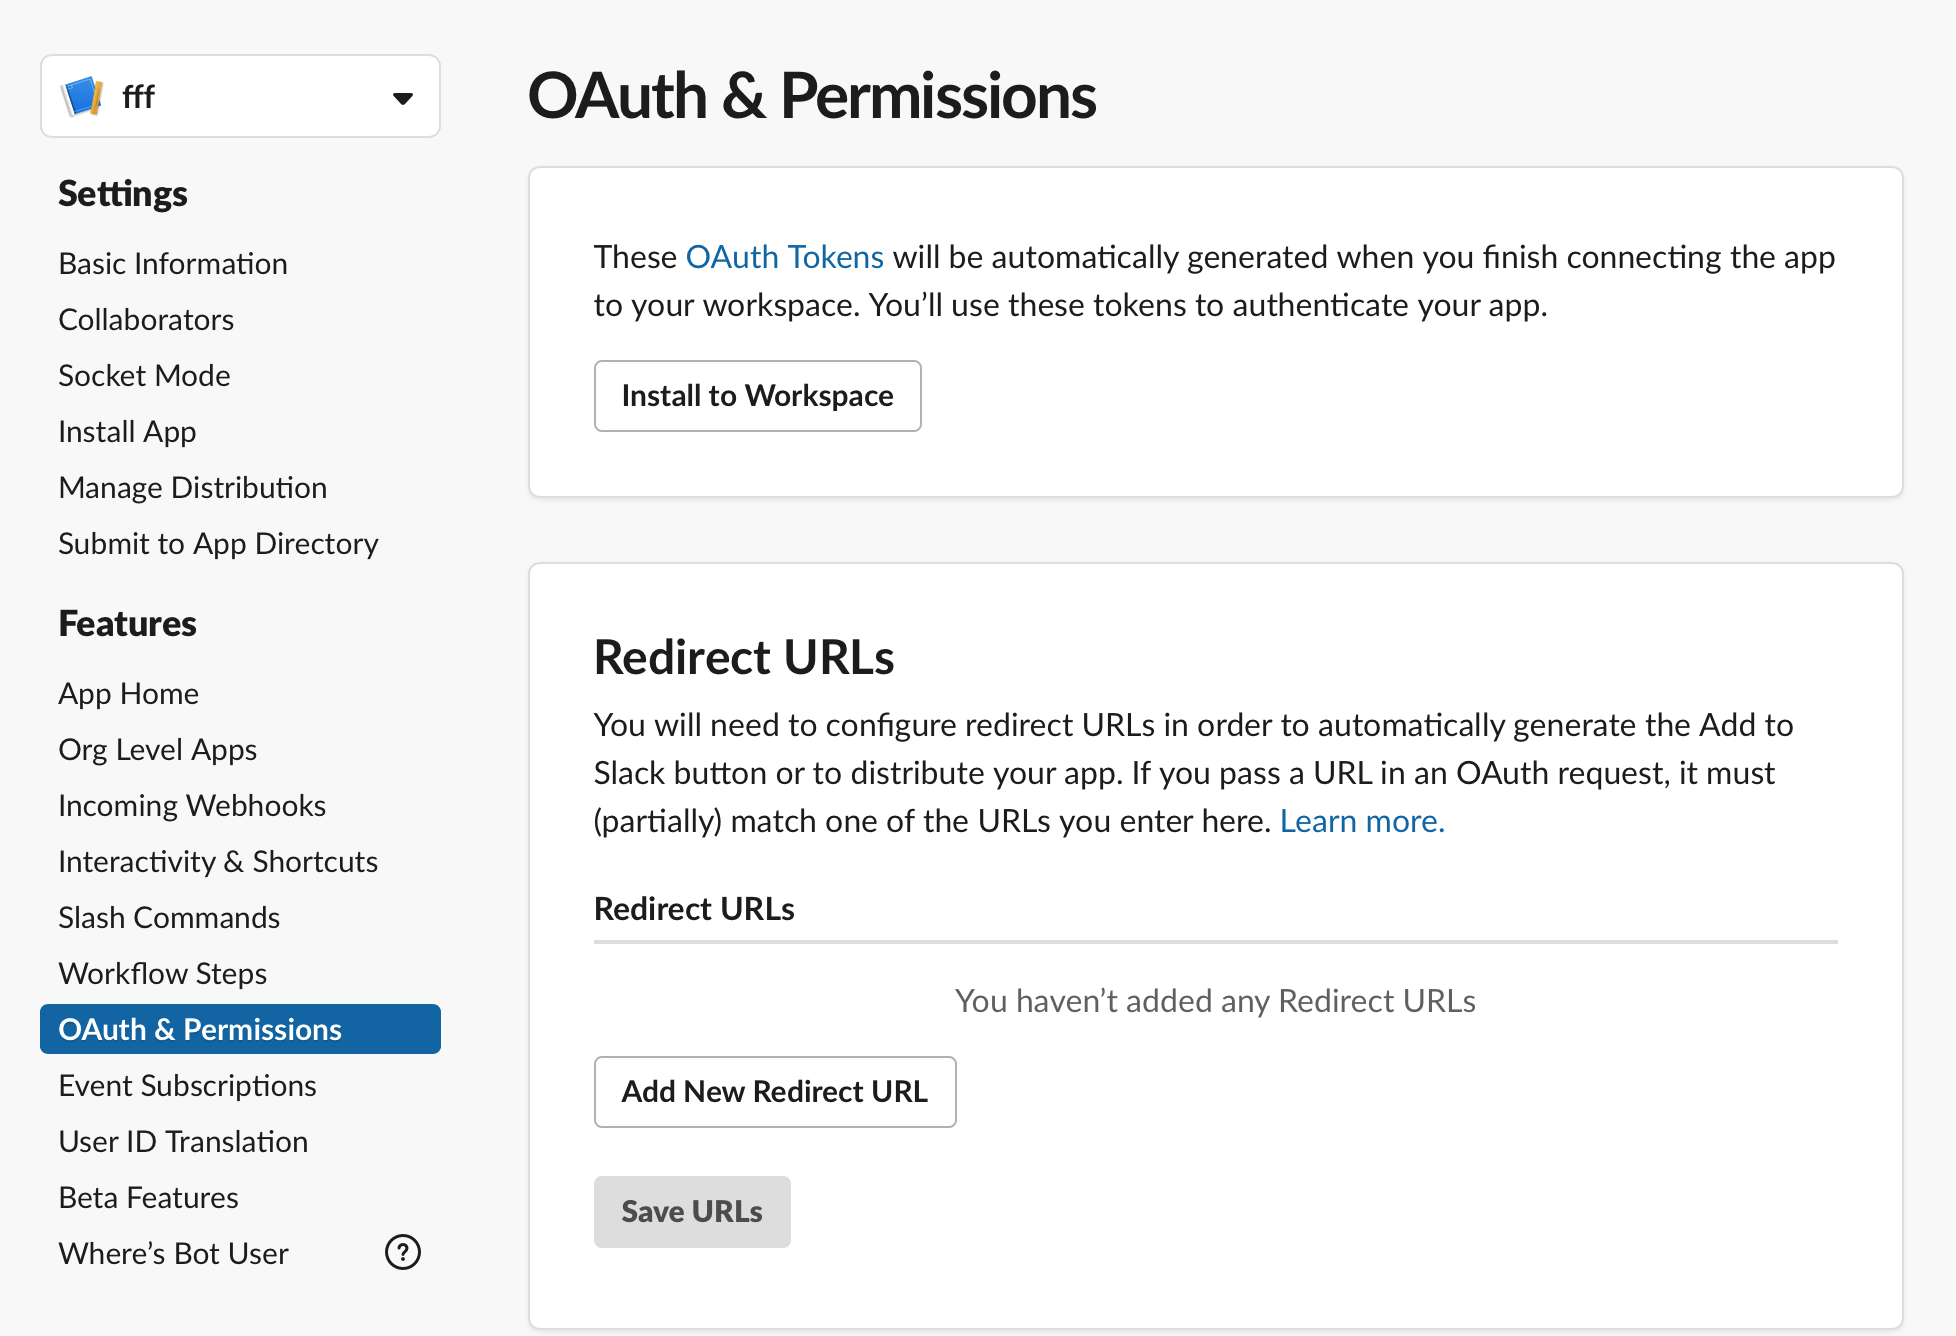 fff
Settings
Basic Information
Collaborators
Socket Mode
Install App
Manage Distribution
Submit to App Directory
Features
App Home
Org Level Apps
Incoming Webhooks
Interactivity & Shortcuts
Slash Commands
Workflow Steps
OAuth & Permissions
Event Subscriptions
User ID Translation
Beta Features
Where’s Bot User
?
OAuth & Permissions
These OAuth Tokens will be automatically generated when you finish connecting the app
to your workspace. You’ll use these tokens to authenticate your app.
Install to Workspace
Redirect URLs
You will need to configure redirect URLs in order to automatically generate the Add to
Slack button or to distribute your app. If you pass a URL in an OAuth request, it must
(partially) match one of the URLs you enter here. Learn more.
Redirect URLs
You haven’t added any Redirect URLs
Add New Redirect URL
Save URLs